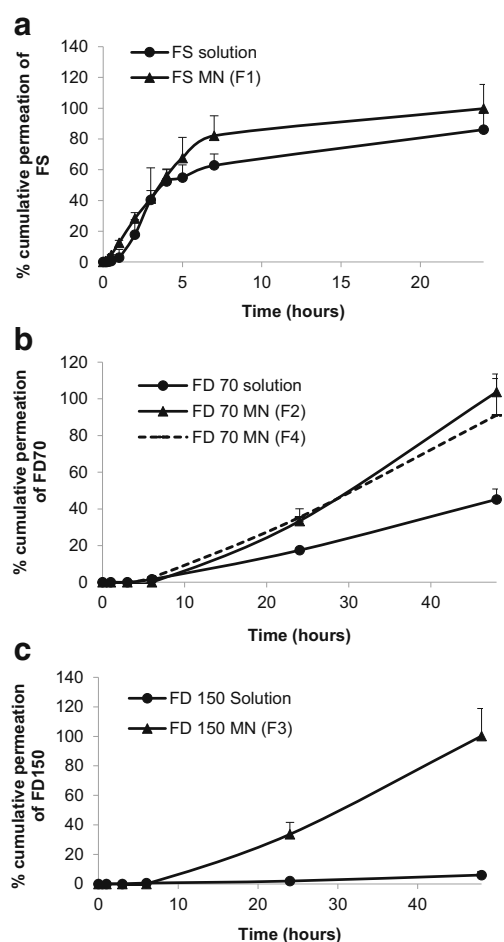 a
FS solution
FS MN (F1)
% cumulative permeation of
FS
140
120
100
80
60
40
20
0
0 5 10 15 20
Time (hours)
b
FD 70 solution
FD 70 MN (F2)
FD 70 MN (F4)
% cumulative permeation
of FD70
120
100
80
60
40
20
0
0 10 20 30 40
Time (hours)
c
FD 150 Solution
FD 150 MN (F3)
% cumulative permeation
of FD150
140
120
100
80
60
40
20
0
0 10 20 30 40
Time (hours)